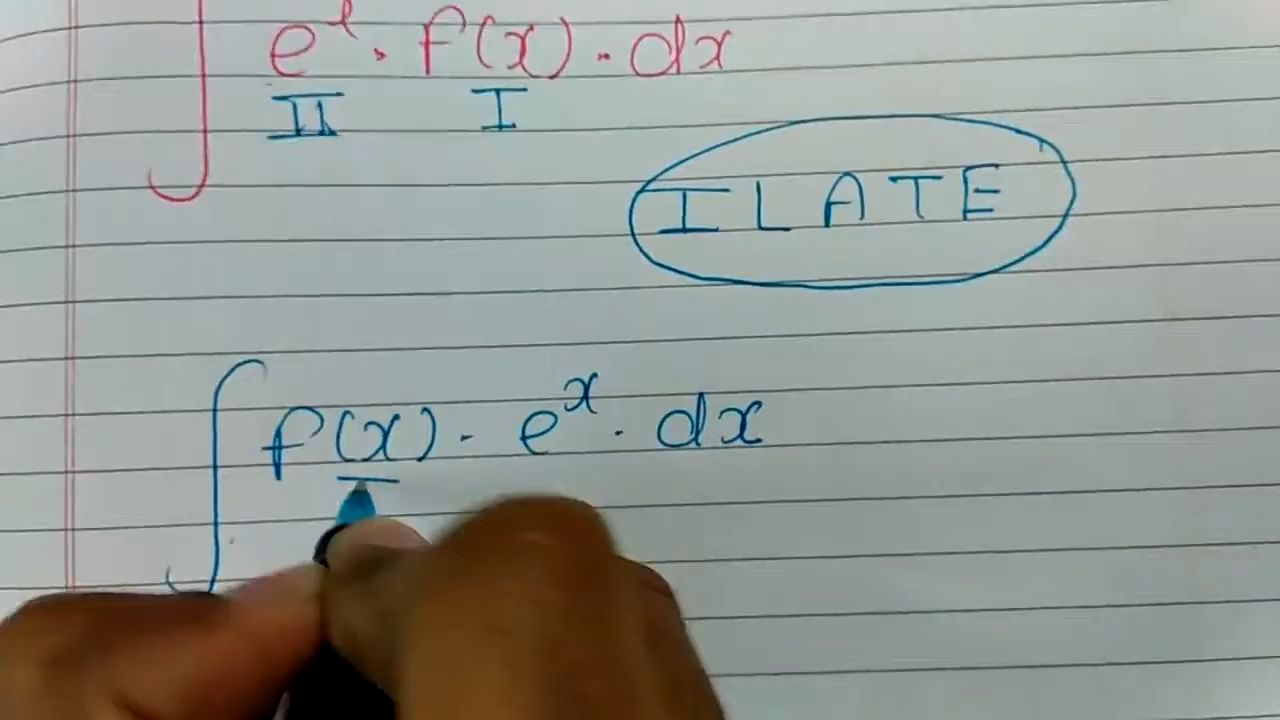 ∫ e^x · f(x) · dx
II I
ILATE
∫ f(x) · e^x · dx